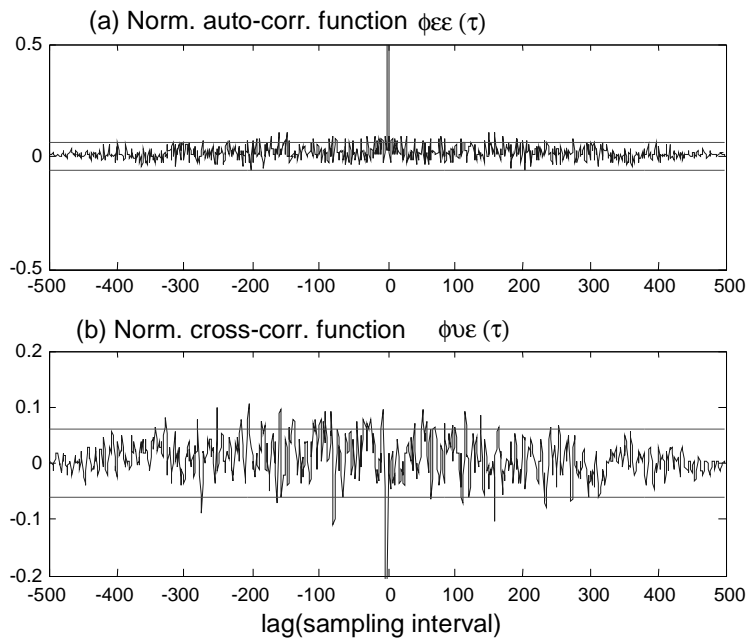 (a) Norm. auto-corr. function ϕεε (τ)
0.5
0
-0.5
-500 -400 -300 -200 -100 0 100 200 300 400 500
(b) Norm. cross-corr. function ϕυε (τ)
0.2
0.1
0
-0.1
-0.2
-500 -400 -300 -200 -100 0 100 200 300 400 500
lag(sampling interval)